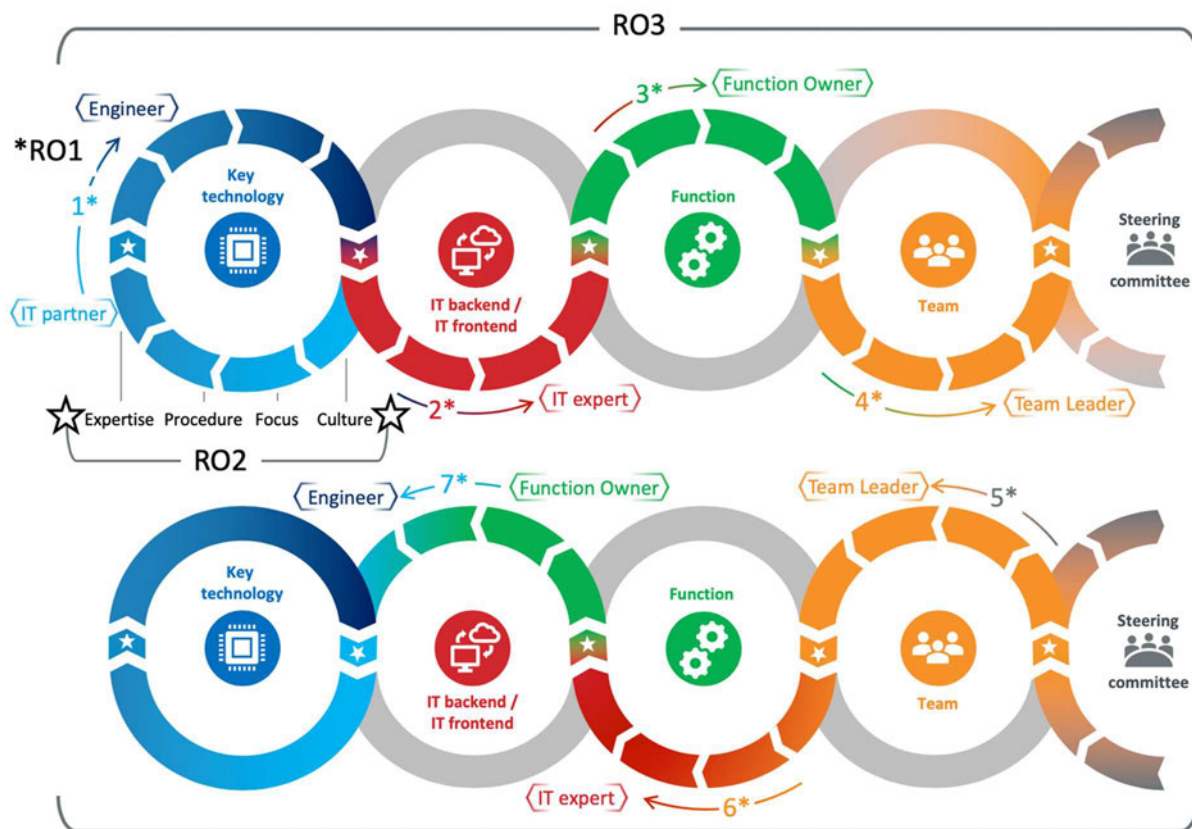 RO3
Engineer
3*
Function Owner
*RO1
1*
Key
technology
Function
Steering
committee
IT partner
IT backend /
IT frontend
Team
Expertise
Procedure
Focus
Culture
2*
IT expert
4*
Team Leader
RO2
Engineer
7*
Function Owner
Team Leader
5*
Key
technology
Function
Steering
committee
IT backend /
IT frontend
Team
IT expert
6*